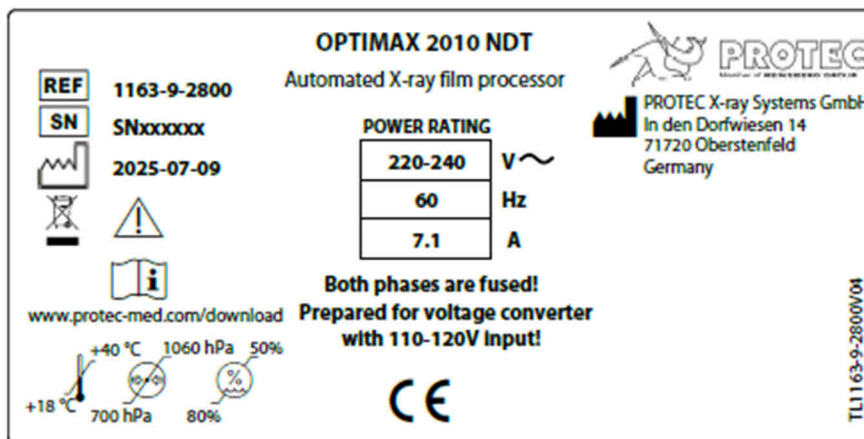 OPTIMAX 2010 NDT
Automated X-ray film processor
REF 1163-9-2800
SN SNxxxxxx
2025-07-09
POWER RATING
220-240 V
60 Hz
7.1 A
Both phases are fused!
Prepared for voltage converter
with 110-120V Input!
PROTEC
Member of
PROTEC X-ray Systems GmbH
In den Dorfwiesen 14
71720 Oberstenfeld
Germany
i
www.protec-med.com/download
+40 °C
+18 °C
1060 hPa
700 hPa
50%
%
80%
CE
TL1163-9-2800V04